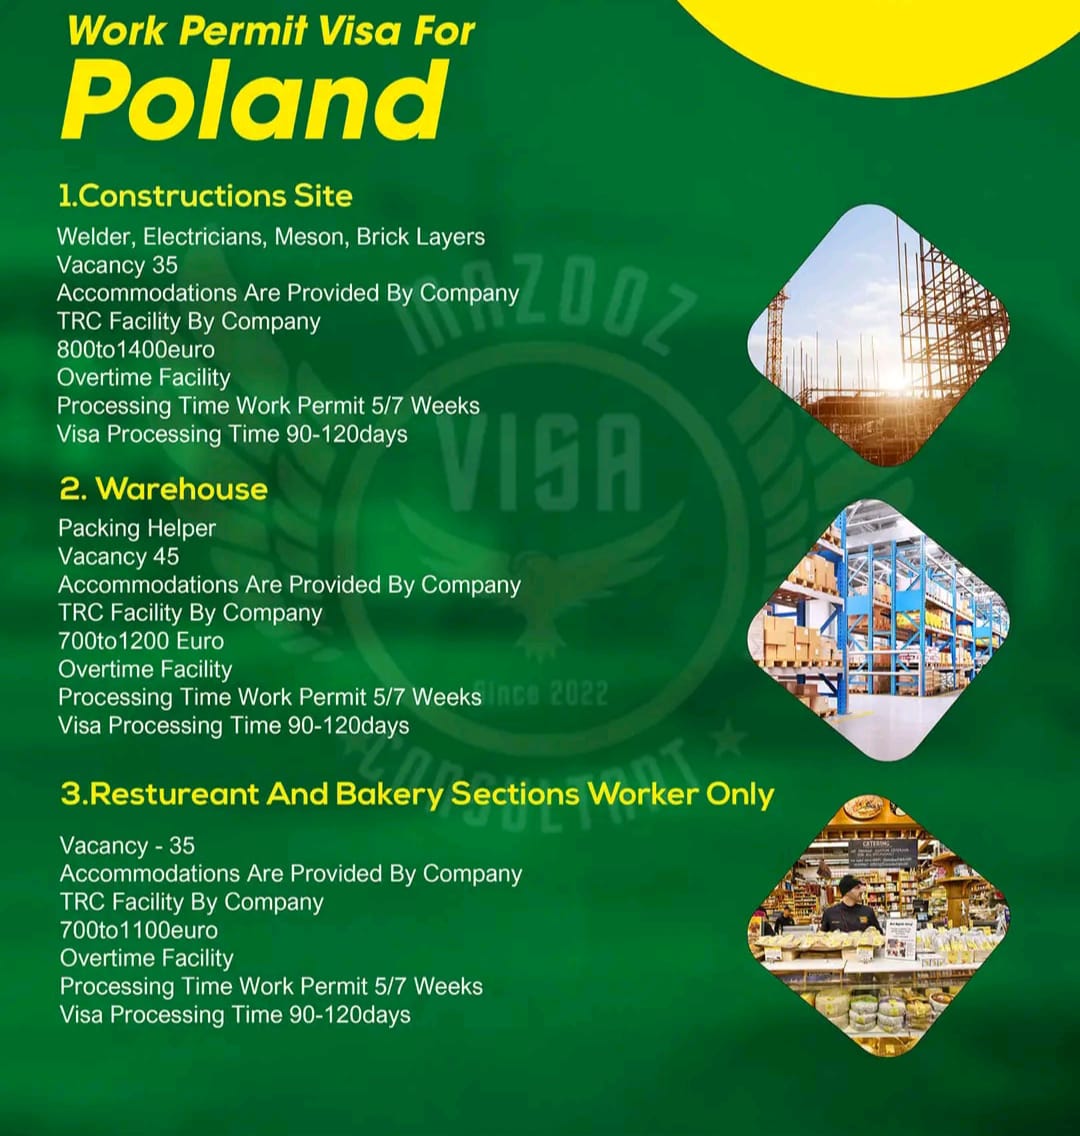 Work Permit Visa For
Poland
1.Constructions Site
Welder, Electricians, Meson, Brick Layers
Vacancy 35
Accommodations Are Provided By Company
TRC Facility By Company
800to1400euro
Overtime Facility
Processing Time Work Permit 5/7 Weeks
Visa Processing Time 90-120days
MAZOOZ
VISA
Since 2022
CONSULTANT
2. Warehouse
Packing Helper
Vacancy 45
Accommodations Are Provided By Company
TRC Facility By Company
700to1200 Euro
Overtime Facility
Processing Time Work Permit 5/7 Weeks
Visa Processing Time 90-120days
3.Restureant And Bakery Sections Worker Only
Vacancy - 35
Accommodations Are Provided By Company
TRC Facility By Company
700to1100euro
Overtime Facility
Processing Time Work Permit 5/7 Weeks
Visa Processing Time 90-120days
CATERING